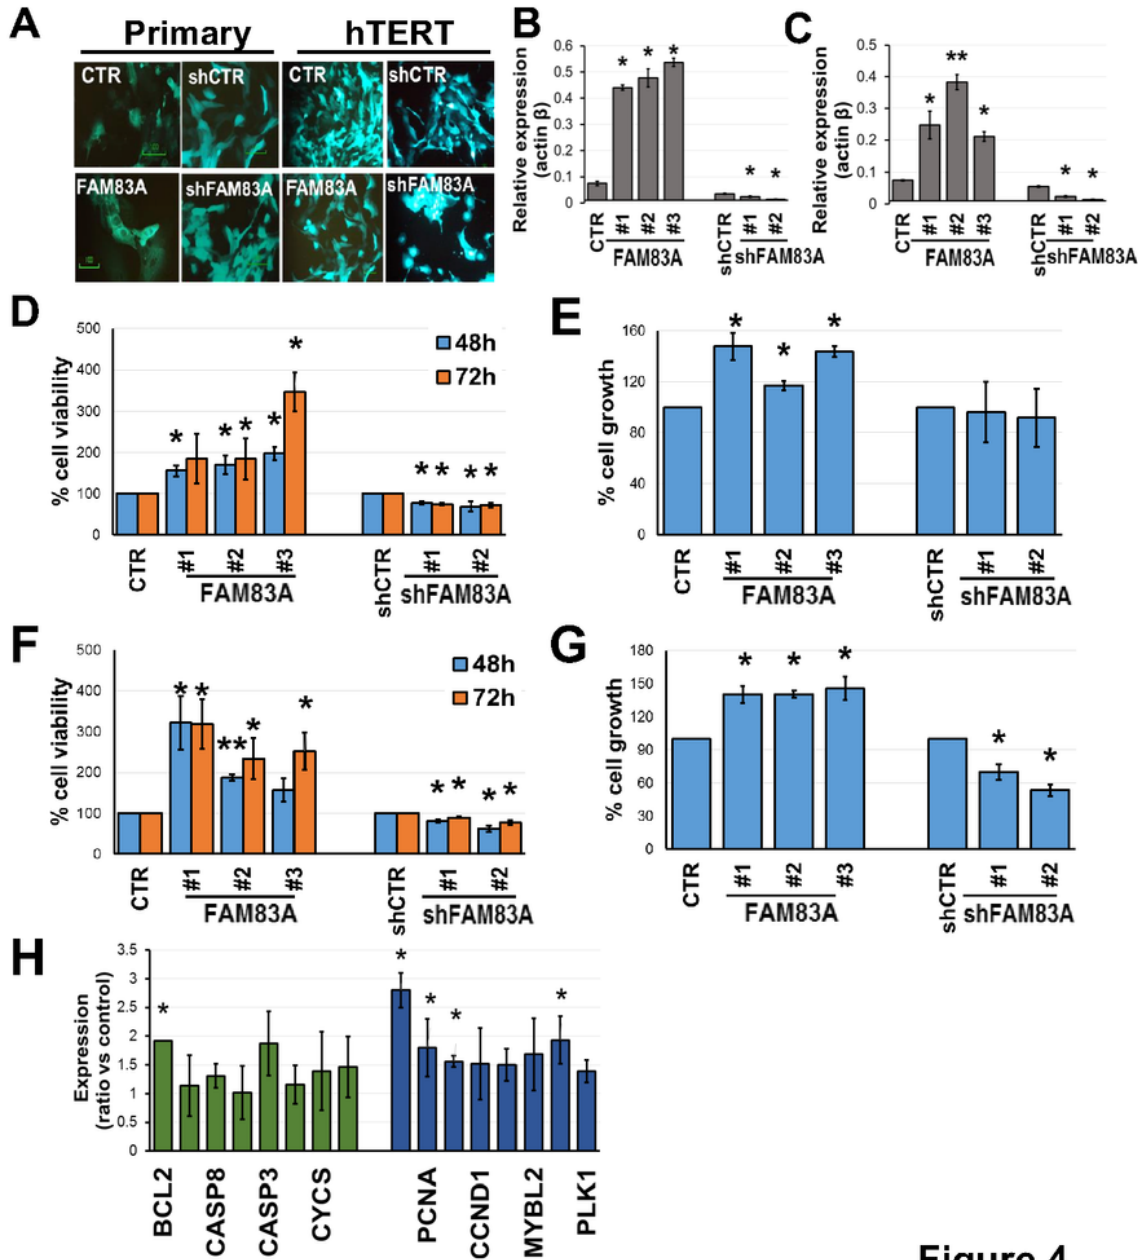 A
Primary
hTERT
CTR
shCTR
CTR
shCTR
FAM83A
shFAM83A
FAM83A
shFAM83A
B
Relative expression
(actin β)
0.6
0.5
0.4
0.3
0.2
0.1
0
*
*
*
*
*
CTR
#1
#2
#3
shCTR
#1
#2
FAM83A
shFAM83A
C
Relative expression
(actin β)
0.5
0.4
0.3
0.2
0.1
0
*
**
*
*
*
CTR
#1
#2
#3
shCTR
#1
#2
FAM83A
shFAM83A
D
% cell viability
500
400
300
200
100
0
48h
72h
*
*
*
*
*
* *
* *
CTR
#1
#2
#3
FAM83A
shCTR
#1
#2
shFAM83A
E
% cell growth
160
120
80
40
0
*
*
*
CTR
#1
#2
#3
FAM83A
shCTR
#1
#2
shFAM83A
F
% cell viability
500
400
300
200
100
0
48h
72h
* *
**
*
*
* *
* *
CTR
#1
#2
#3
FAM83A
shCTR
#1
#2
shFAM83A
G
% cell growth
180
150
120
90
60
30
0
*
*
*
*
*
CTR
#1
#2
#3
FAM83A
shCTR
#1
#2
shFAM83A
H
Expression
(ratio vs control)
3.5
3
2.5
2
1.5
1
0.5
0
*
*
*
*
*
BCL2
CASP8
CASP3
CYCS
PCNA
CCND1
MYBL2
PLK1
Figure 4